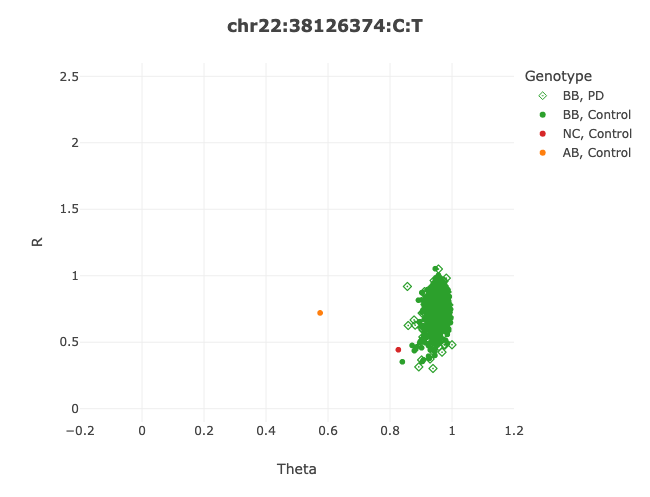 chr22:38126374:C:T
Genotype
BB, PD
BB, Control
NC, Control
AB, Control
2.5
2
1.5
1
0.5
0
R
−0.2 0 0.2 0.4 0.6 0.8 1 1.2
Theta